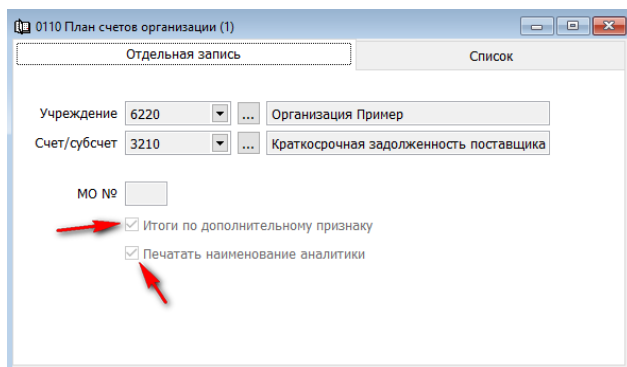 0110 План счетов организации (1)
Отдельная запись Список
Учреждение 6220 ... Организация Пример
Счет/субсчет 3210 ... Краткосрочная задолженность поставщика
МО №
Итоги по дополнительному признаку
Печатать наименование аналитики